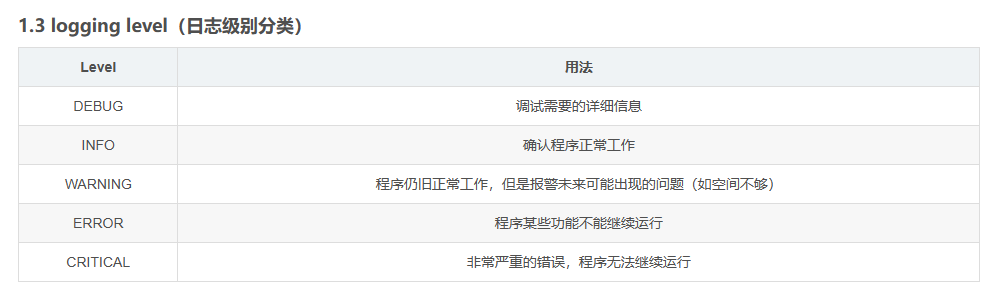 1.3 logging level（日志级别分类）
Level 用法
DEBUG 调试需要的详细信息
INFO 确认程序正常工作
WARNING 程序仍旧正常工作，但是报警未来可能出现的问题（如空间不够）
ERROR 程序某些功能不能继续运行
CRITICAL 非常严重的错误，程序无法继续运行